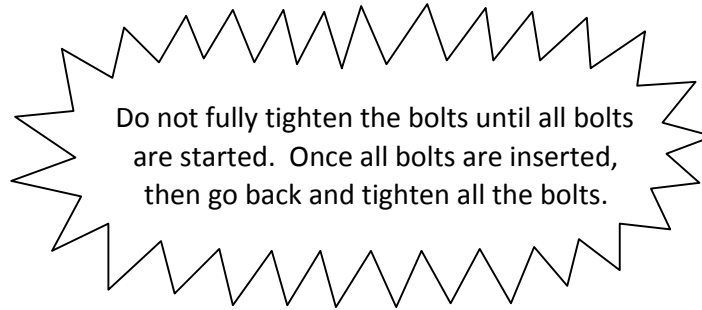 Do not fully tighten the bolts until all bolts
are started.  Once all bolts are inserted,
then go back and tighten all the bolts.